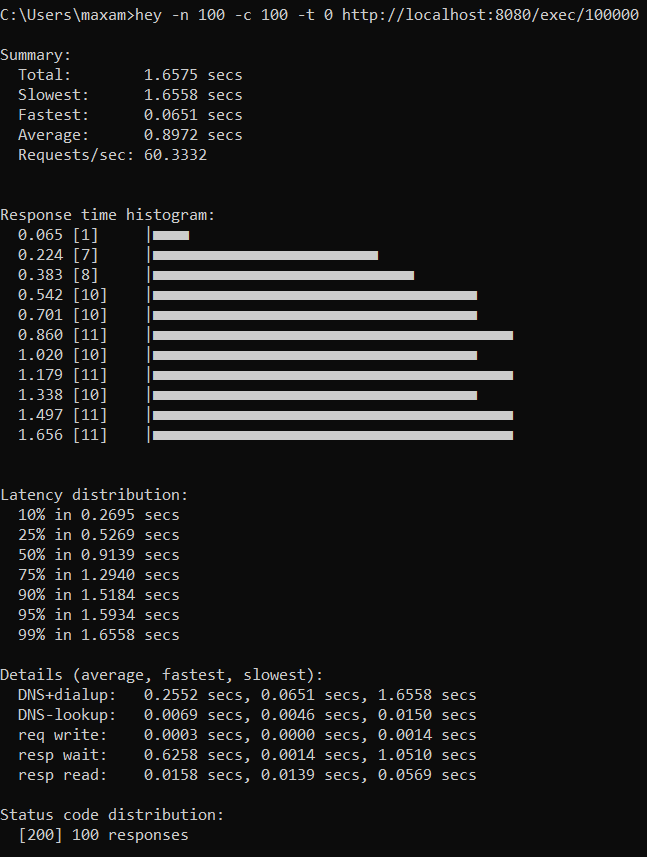 C:\Users\maxam>hey -n 100 -c 100 -t 0 http://localhost:8080/exec/100000
Summary:
Total: 1.6575 secs
Slowest: 1.6558 secs
Fastest: 0.0651 secs
Average: 0.8972 secs
Requests/sec: 60.3332
Response time histogram:
0.065 [1] |
0.224 [7] |
0.383 [8] |
0.542 [10] |
0.701 [10] |
0.860 [11] |
1.020 [10] |
1.179 [11] |
1.338 [10] |
1.497 [11] |
1.656 [11] |
Latency distribution:
10% in 0.2695 secs
25% in 0.5269 secs
50% in 0.9139 secs
75% in 1.2940 secs
90% in 1.5184 secs
95% in 1.5934 secs
99% in 1.6558 secs
Details (average, fastest, slowest):
DNS+dialup: 0.2552 secs, 0.0651 secs, 1.6558 secs
DNS-lookup: 0.0069 secs, 0.0046 secs, 0.0150 secs
req write: 0.0003 secs, 0.0000 secs, 0.0014 secs
resp wait: 0.6258 secs, 0.0014 secs, 1.0510 secs
resp read: 0.0158 secs, 0.0139 secs, 0.0569 secs
Status code distribution:
[200] 100 responses